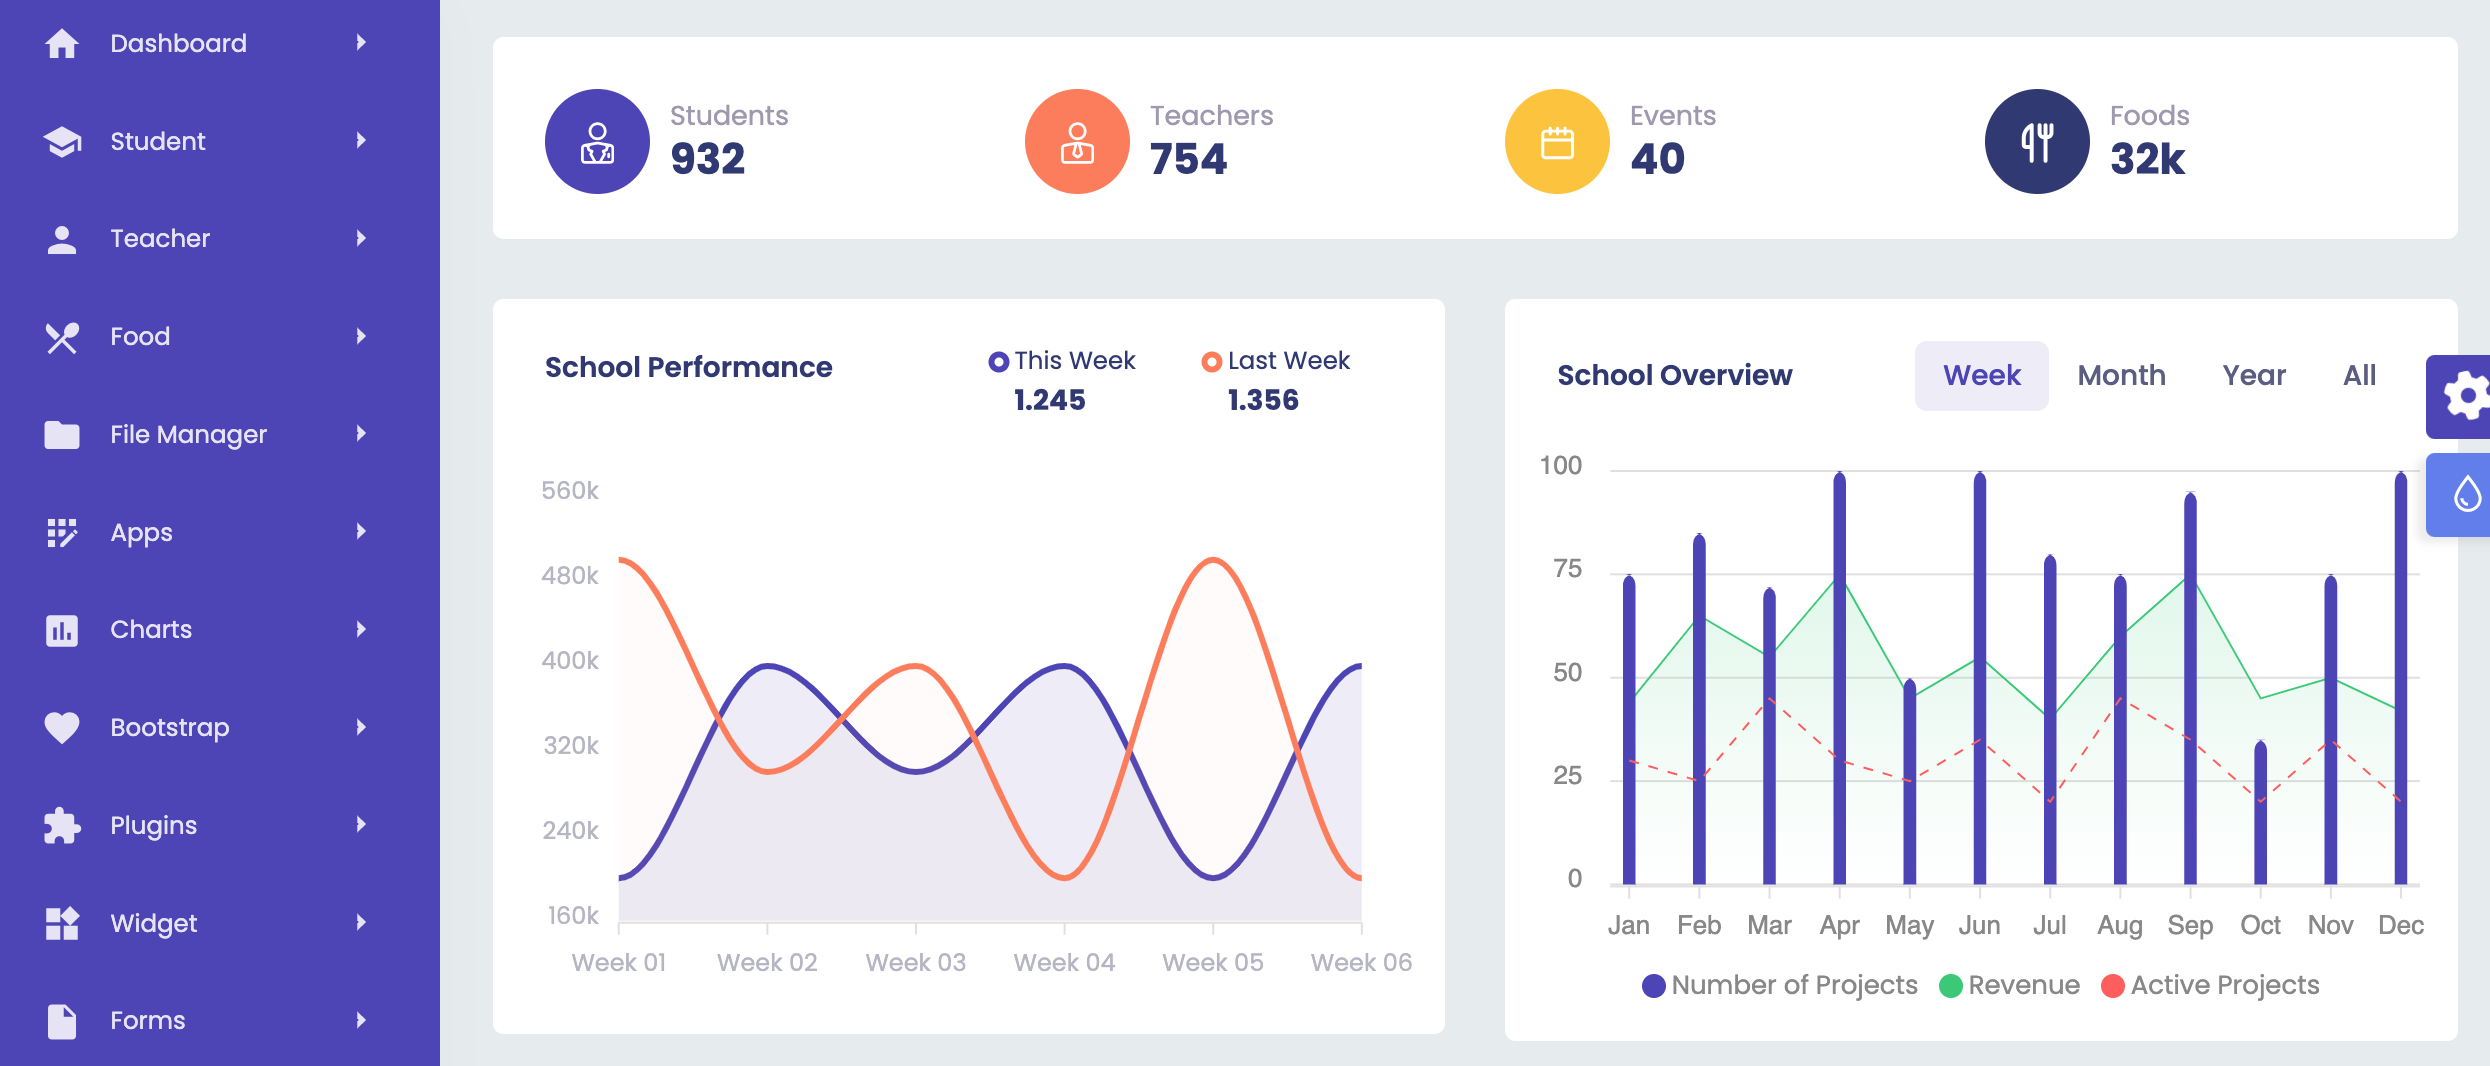 Dashboard
Student
Teacher
Food
File Manager
Apps
Charts
Bootstrap
Plugins
Widget
Forms
Students
932
Teachers
754
Events
40
Foods
32k
School Performance
This Week
1.245
Last Week
1.356
560k
480k
400k
320k
240k
160k
Week 01 Week 02 Week 03 Week 04 Week 05 Week 06
School Overview
Week Month Year All
100
75
50
25
0
Jan Feb Mar Apr May Jun Jul Aug Sep Oct Nov Dec
Number of Projects Revenue Active Projects